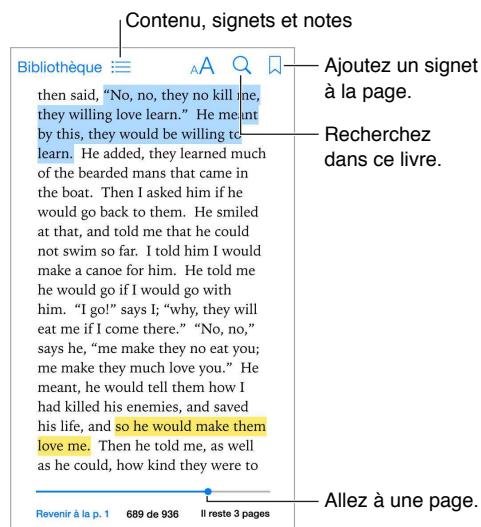 Contenu, signets et notes
Bibliothèque
AA
Ajoutez un signet
à la page.
Recherchez
dans ce livre.
then said, “No, no, they no kill me,
they willing love learn.” He meant
by this, they would be willing to
learn. He added, they learned much
of the bearded mans that came in
the boat. Then I asked him if he
would go back to them. He smiled
at that, and told me that he could
not swim so far. I told him I would
make a canoe for him. He told me
he would go if I would go with
him. “I go!” says I; “why, they will
eat me if I come there.” “No, no,”
says he, “me make they no eat you;
me make they much love you.” He
meant, he would tell them how I
had killed his enemies, and saved
his life, and so he would make them
love me. Then he told me, as well
as he could, how kind they were to
Allez à une page.
Revenir à la p. 1 689 de 936 Il reste 3 pages